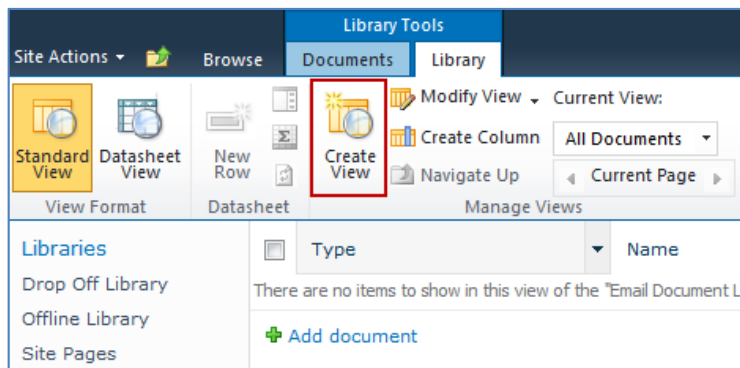 Library Tools
Site Actions Browse Documents Library
Standard View
Datasheet View
New Row
Create View
Modify View
Create Column
Navigate Up
Current View:
All Documents
Current Page
View Format Datasheet Manage Views
Libraries
Drop Off Library
Offline Library
Site Pages
Type Name
There are no items to show in this view of the "Email Document L
Add document